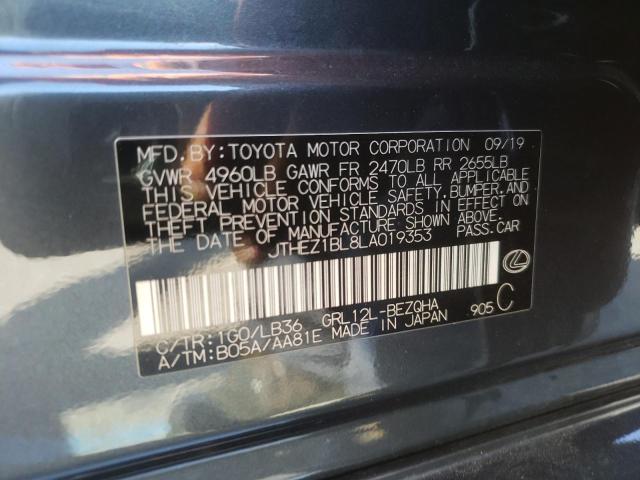 MFD.BY:TOYOTA MOTOR CORPORATION 09/19
GVWR 4960LB GAWR FR 2470LB RR 2655LB
THIS VEHICLE CONFORMS TO ALL APPLICABLE
FEDERAL MOTOR VEHICLE SAFETY,BUMPER,AND
THEFT PREVENTION STANDARDS IN EFFECT ON
THE DATE OF MANUFACTURE SHOWN ABOVE.
JTHEZ1BL8LA019353 PASS.CAR
C/TR:1G0/LB36 GRL12L-BEZQHA
A/TM:B05A/AA81E MADE IN JAPAN 905 C